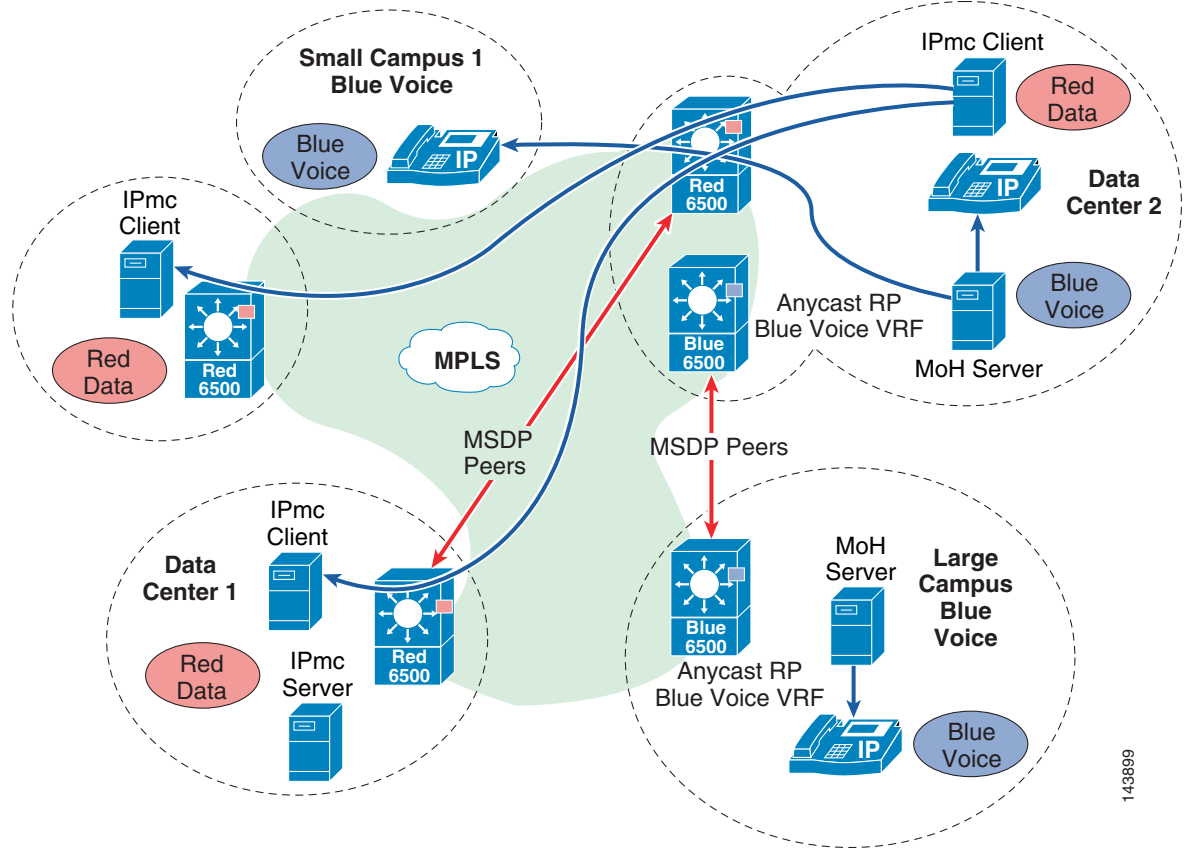 Small Campus 1
Blue Voice
Blue
Voice
IP
IPmc Client
Red
Data
Red
6500
IP
Data
Center 2
IPmc
Client
Red
6500
Red
Data
MPLS
Blue
6500
Anycast RP
Blue Voice VRF
Blue
Voice
MoH Server
MSDP
Peers
MSDP Peers
Data
Center 1
IPmc
Client
Red
6500
Red
Data
IPmc
Server
Blue
6500
Anycast RP
Blue Voice VRF
MoH
Server
Large
Campus
Blue
Voice
IP
Blue
Voice
143899